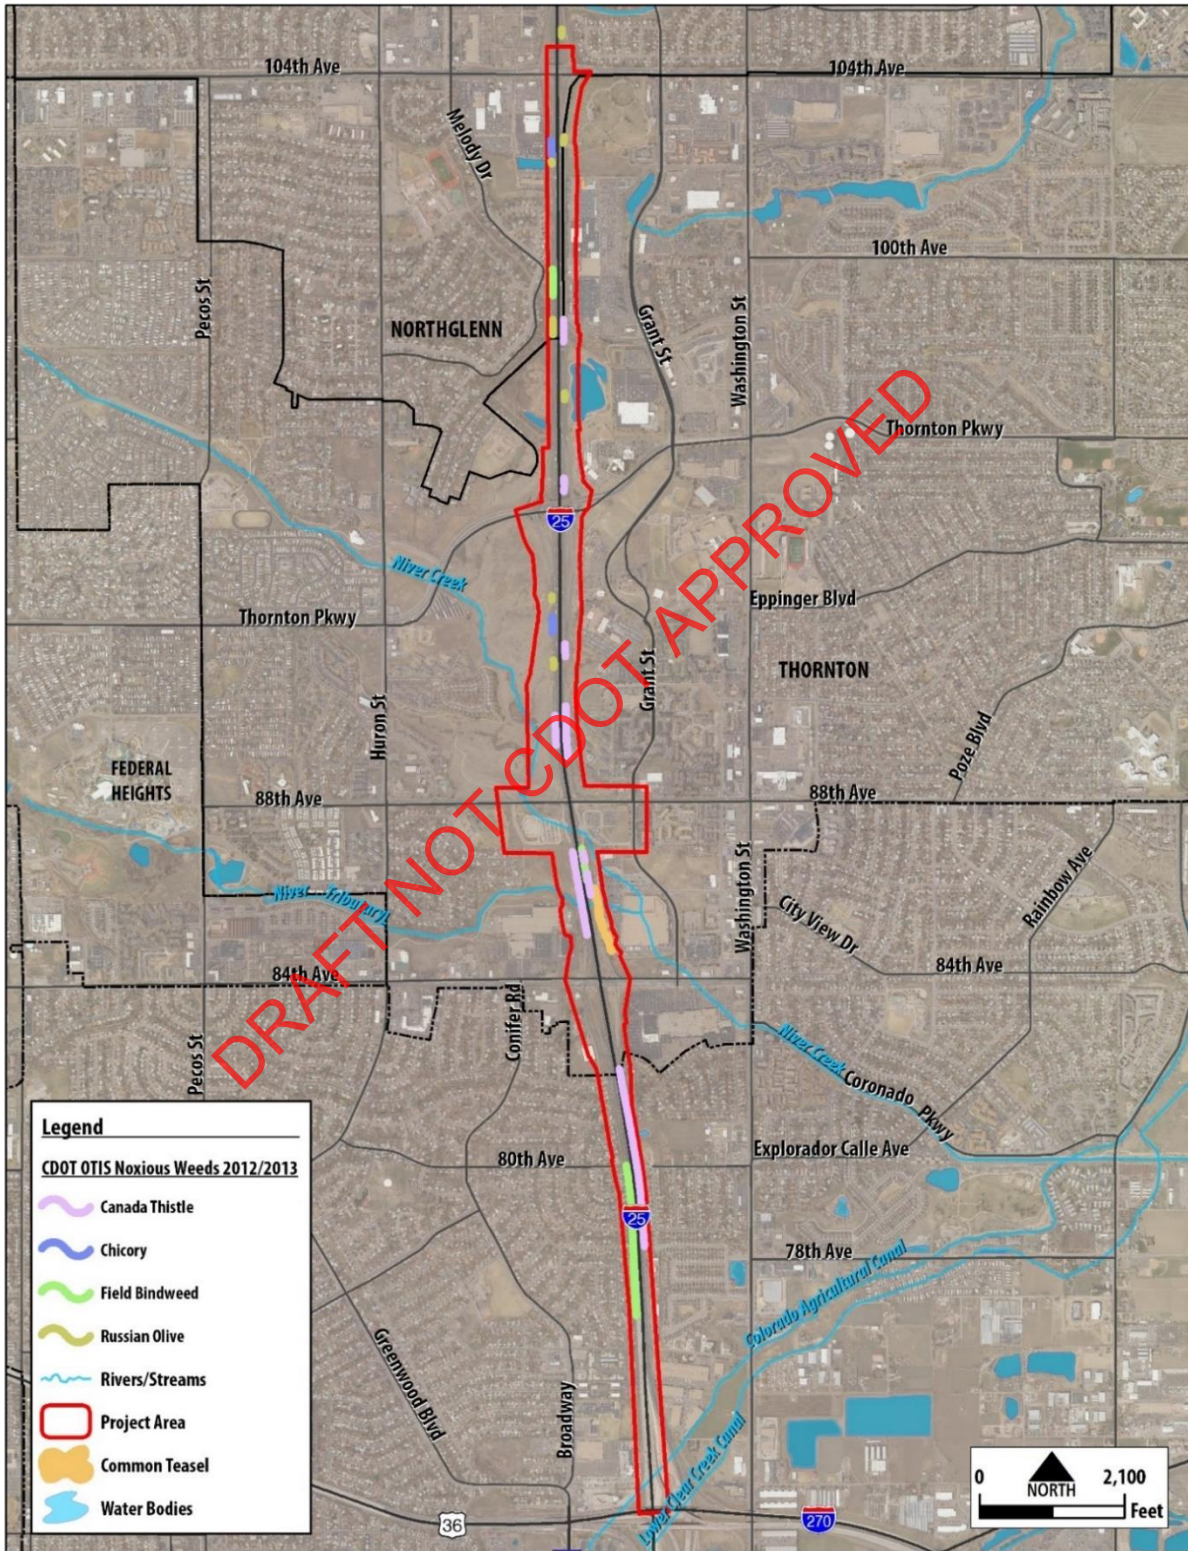 104th Ave
104th Ave
Melody Dr
100th Ave
Pecos St
NORTHGLENN
Grant St
Washington St
Thornton Pkwy
25
Niver Creek
Thornton Pkwy
Eppinger Blvd
THORNTON
Grant St
Huron St
Poze Blvd
FEDERAL
HEIGHTS
88th Ave
88th Ave
Washington St
Rainbow Ave
Niver Tributary L
City View Dr
84th Ave
84th Ave
Conifer Rd
Pecos St
Niver Creek
Coronado Pkwy
80th Ave
Explorador Calle Ave
25
78th Ave
Colorado Agricultural Canal
Greenwood Blvd
Broadway
Lower Clear Creek Canal
36
270
DRAFT NOT CDOT APPROVED
Legend
CDOT OTIS Noxious Weeds 2012/2013
Canada Thistle
Chicory
Field Bindweed
Russian Olive
Rivers/Streams
Project Area
Common Teasel
Water Bodies
0 2,100
NORTH
Feet